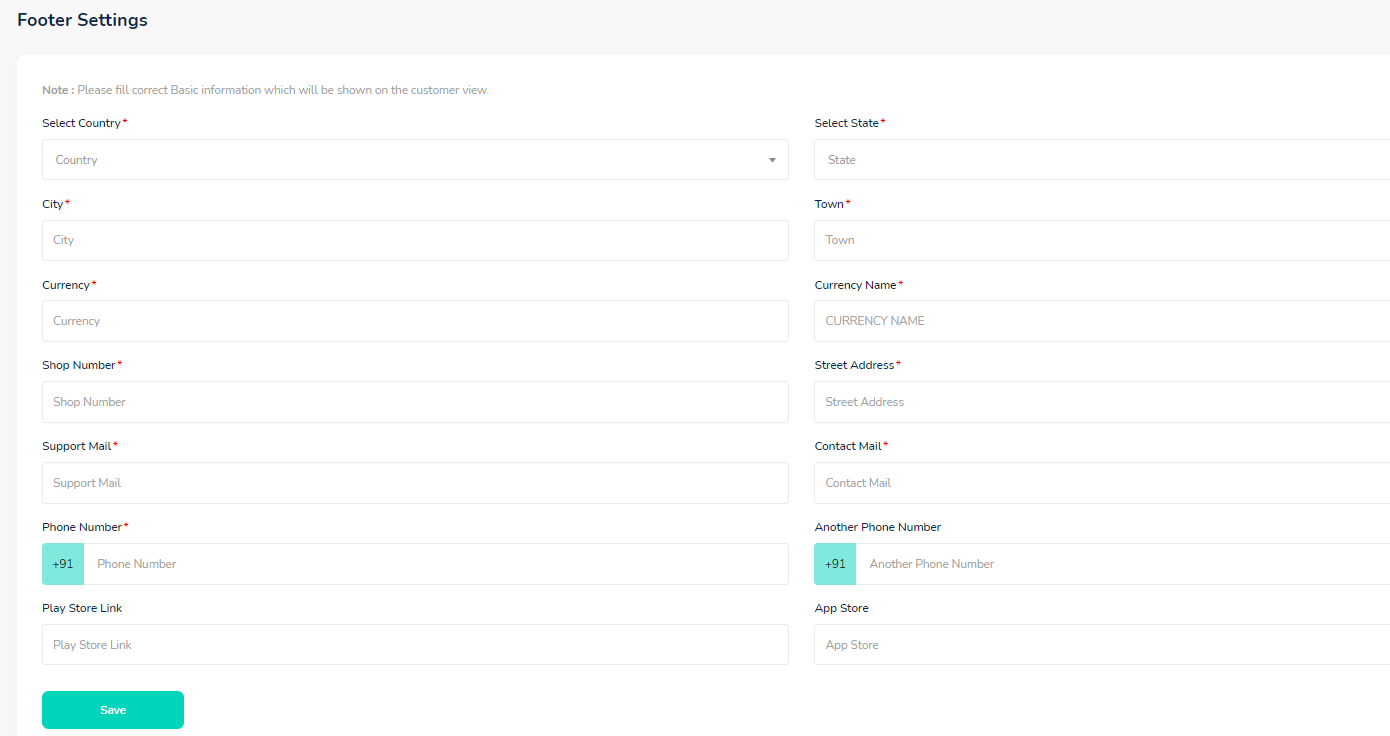 Footer Settings
Note : Please fill correct Basic information which will be shown on the customer view.
Select Country* Select State*
Country State
City* Town*
City Town
Currency* Currency Name*
Currency CURRENCY NAME
Shop Number* Street Address*
Shop Number Street Address
Support Mail* Contact Mail*
Support Mail Contact Mail
Phone Number* Another Phone Number
+91 Phone Number +91 Another Phone Number
Play Store Link App Store
Play Store Link App Store
Save